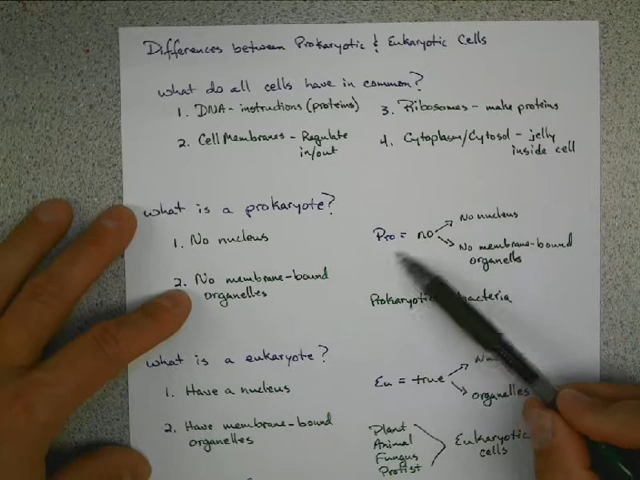 Differences between Prokaryotic & Eukaryotic Cells
What do all cells have in common?
1. DNA - instructions (proteins)
2. Cell Membranes - Regulate
in/out
3. Ribosomes - make proteins
4. Cytoplasm/Cytosol - jelly
inside cell
What is a prokaryote?
1. No nucleus
2. No membrane-bound
organelles
Pro = no
No nucleus
No membrane-bound
organelles
Prokaryotic bacteria
What is a eukaryote?
1. Have a nucleus
2. Have membrane-bound
organelles
Eu = true
organelles
Plant
Animal
Fungus
Protist
Eukaryotic
cells